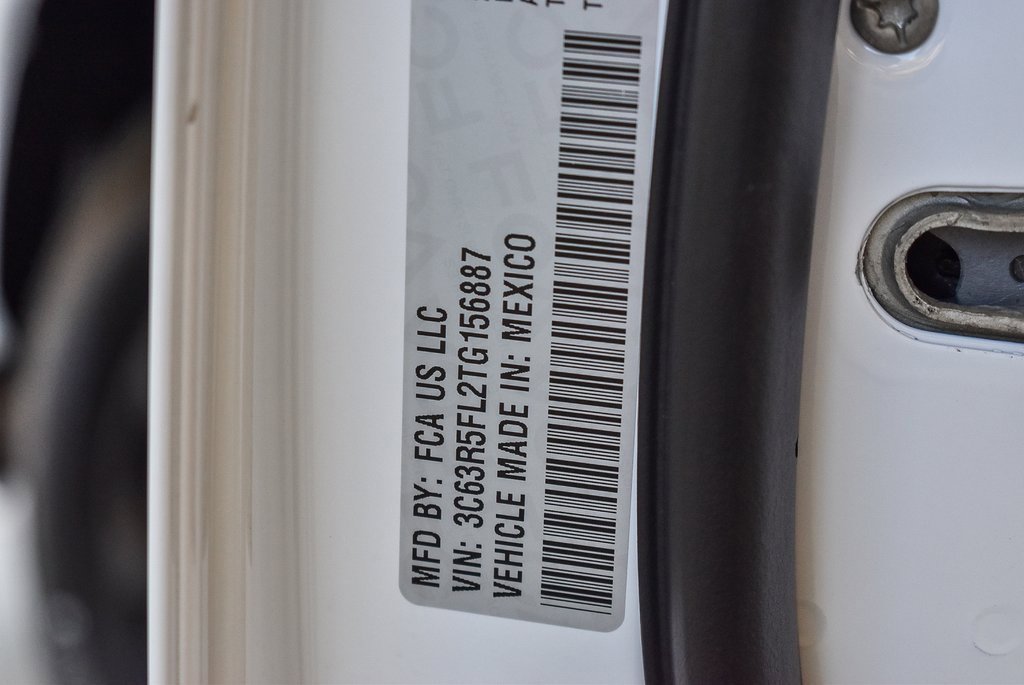 MFD BY: FCA US LLC
VIN: 3C63R5FL2TG156887
VEHICLE MADE IN: MEXICO